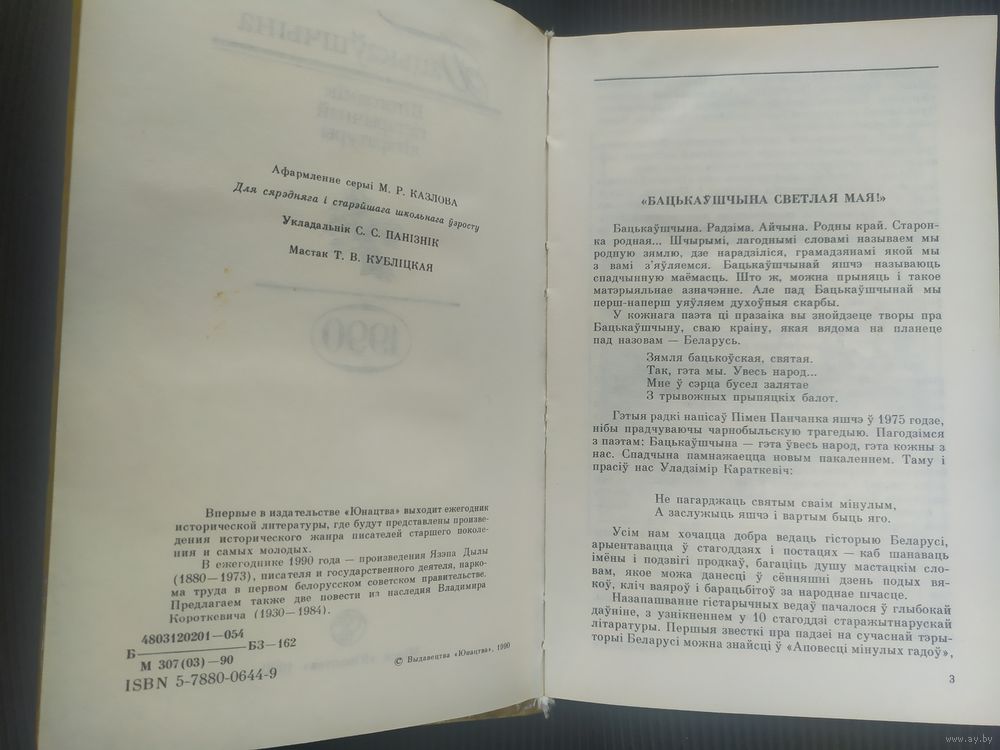 Афармленне серыі М. Р. КАЗЛОВА
Для сярэдняга і старэйшага школьнага ўзросту
Укладальнік С. С. ПАНІЗНІК
Мастак Т. В. КУБЛІЦКАЯ
1990
Впервые в издательстве «Юнацтва» выходит ежегодник
исторической литературы, где будут представлены произве-
дения исторического жанра писателей старшего поколе-
ния и самых молодых.
В ежегоднике 1990 года — произведения Язэпа Дылы
(1880—1973), писателя и государственного деятеля, нарко-
ма труда в первом белорусском советском правительстве.
Предлагаем также две повести из наследия Владимира
Короткевича (1930—1984).
Б 4803120201—054 БЗ—162
М 307(03)—90
ISBN 5-7880-0644-9
© Выдавецтва «Юнацтва», 1990
«БАЦЬКАЎШЧЫНА СВЕТЛАЯ МАЯ!»
Бацькаўшчына. Радзіма. Айчына. Родны край. Старон-
ка родная... Шчырымі, лагоднымі словамі называем мы
родную зямлю, дзе нарадзіліся, грамадзянамі якой мы
з вамі з'яўляемся. Бацькаўшчынай яшчэ называюць
спадчынную маёмасць. Што ж, можна прыняць і такое
матэрыяльнае азначэнне. Але пад Бацькаўшчынай мы
перш-наперш уяўляем духоўныя скарбы.
У кожнага паэта ці празаіка вы знойдзеце творы пра
Бацькаўшчыну, сваю краіну, якая вядома на планеце
пад назовам — Беларусь.
Зямля бацькоўская, святая.
Так, гэта мы. Увесь народ...
Мне ў сэрца бусел залятае
З трывожных прыпяцкіх балот.
Гэтыя радкі напісаў Пімен Панчанка яшчэ ў 1975 годзе,
нібы прадчуваючы чарнобыльскую трагедыю. Пагодзімся
з паэтам: Бацькаўшчына — гэта ўвесь народ, гэта кожны з
нас. Спадчына памнажаецца новым пакаленнем. Таму і
прасіў нас Уладзімір Караткевіч:
Не пагарджаць святым сваім мінулым,
А заслужыць яшчэ і вартым быць яго.
Усім нам хочацца добра ведаць гісторыю Беларусі,
арыентавацца ў стагоддзях і постацях — каб шанаваць
імёны і подзвігі продкаў, багаціць душу мастацкім сло-
вам, якое можа данесці ў сённяшні дзень подых вя-
коў, кліч ваяроў і барацьбітоў за народнае шчасце.
Назапашванне гістарычных ведаў пачалося ў глыбокай
даўніне, з узнікненнем у 10 стагоддзі старажытнарускай
літаратуры. Першыя звесткі пра падзеі на сучаснай тэры-
торыі Беларусі можна знайсці ў «Аповесці мінулых гадоў»,
3
www.ay.by